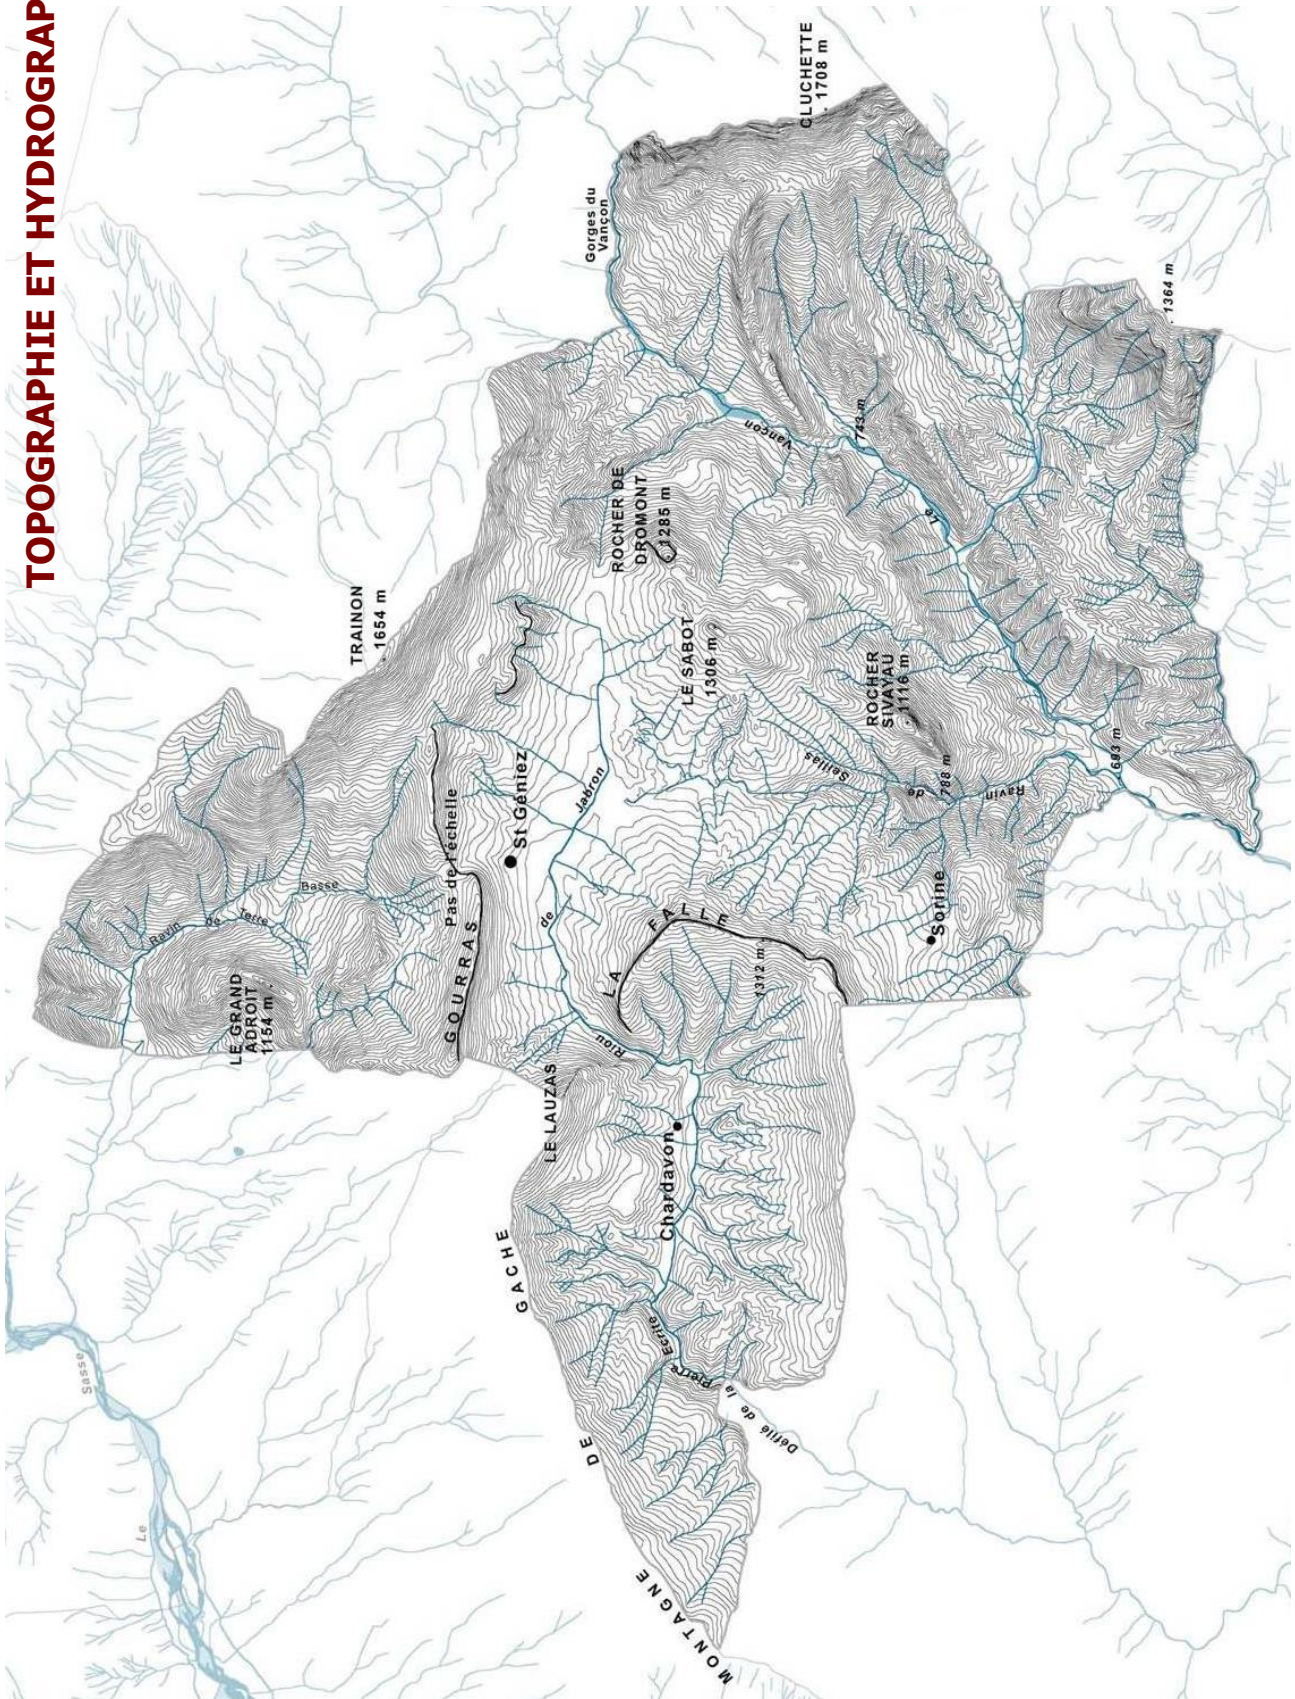 TOPOGRAPHIE ET HYDROGRAP
Le Sasse
Ravin de Terre Basse
LE GRAND
ADROIT
1154 m .
TRAINON
. 1654 m
GOURRAS
Pas de l'échelle
St Géniez
LE LAUZAS
MONTAGNE DE GACHE
Riou de Jabron
Gorges du
Vançon
ROCHER DE
DROMONT
. 1285 m
LA FALLE
1312 m
LE SABOT
1306 m
Chardavon
Défilé de la Pierre Ecrite
CLUCHETTE
. 1708 m
Le Vançon
743 m
ROCHER
SIVAYAU
. 1116 m
Ravin de Seillas
788 m
Sorine
693 m
. 1364 m